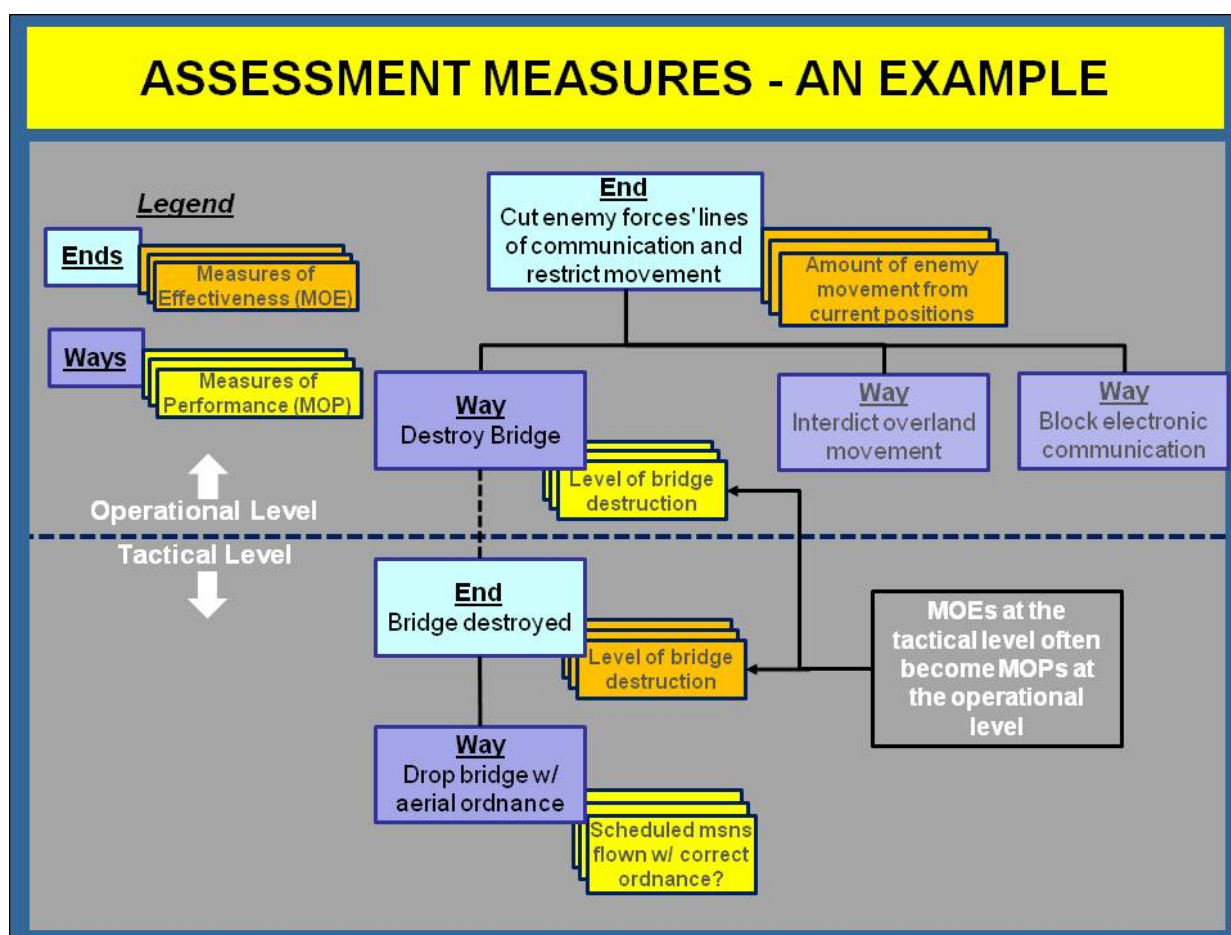 ASSESSMENT MEASURES - AN EXAMPLE
Legend
Ends
Measures of
Effectiveness (MOE)
Ways
Measures of
Performance (MOP)
Operational Level
Tactical Level
End
Cut enemy forces' lines
of communication and
restrict movement
Amount of enemy
movement from
current positions
Way
Destroy Bridge
Level of bridge
destruction
Way
Interdict overland
movement
Way
Block electronic
communication
End
Bridge destroyed
Level of bridge
destruction
Way
Drop bridge w/
aerial ordnance
Scheduled msns
flown w/ correct
ordnance?
MOEs at the
tactical level often
become MOPs at
the operational
level